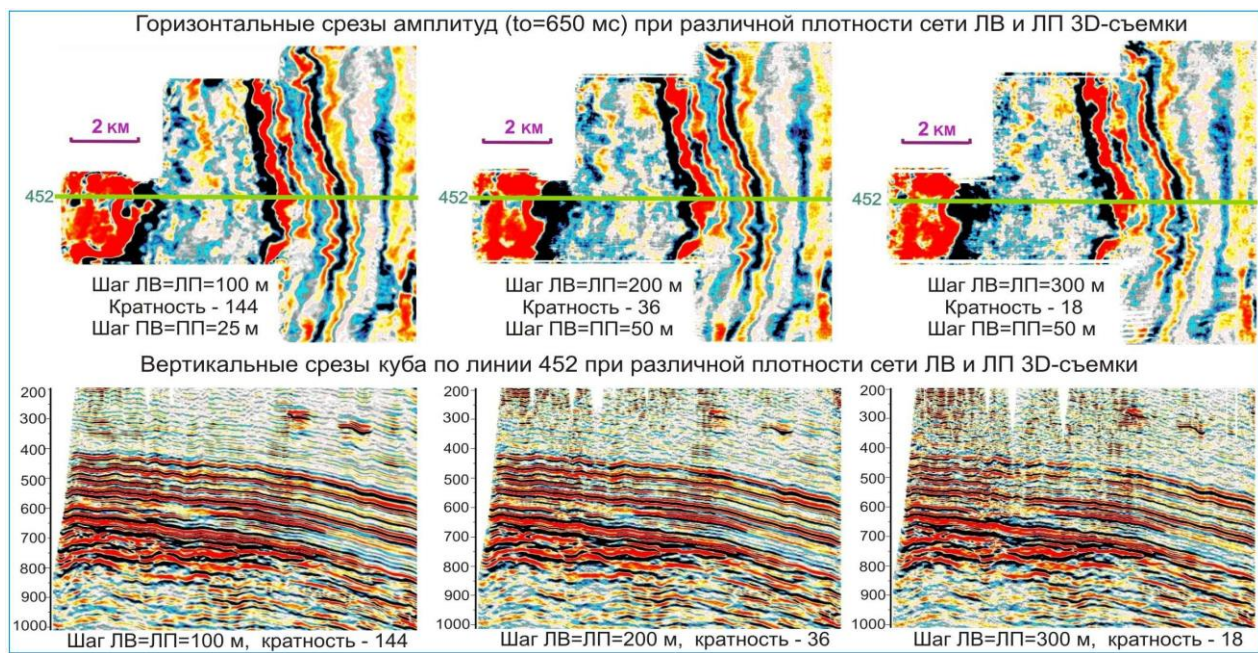 Горизонтальные срезы амплитуд (to=650 мс) при различной плотности сети ЛВ и ЛП 3D-съемки
2 км
2 км
2 км
452
452
452
Шаг ЛВ=ЛП=100 м
Кратность - 144
Шаг ПВ=ПП=25 м
Шаг ЛВ=ЛП=200 м
Кратность - 36
Шаг ПВ=ПП=50 м
Шаг ЛВ=ЛП=300 м
Кратность - 18
Шаг ПВ=ПП=50 м
Вертикальные срезы куба по линии 452 при различной плотности сети ЛВ и ЛП 3D-съемки
200
300
400
500
600
700
800
900
1000
200
300
400
500
600
700
800
900
1000
200
300
400
500
600
700
800
900
1000
Шаг ЛВ=ЛП=100 м, кратность - 144
Шаг ЛВ=ЛП=200 м, кратность - 36
Шаг ЛВ=ЛП=300 м, кратность - 18